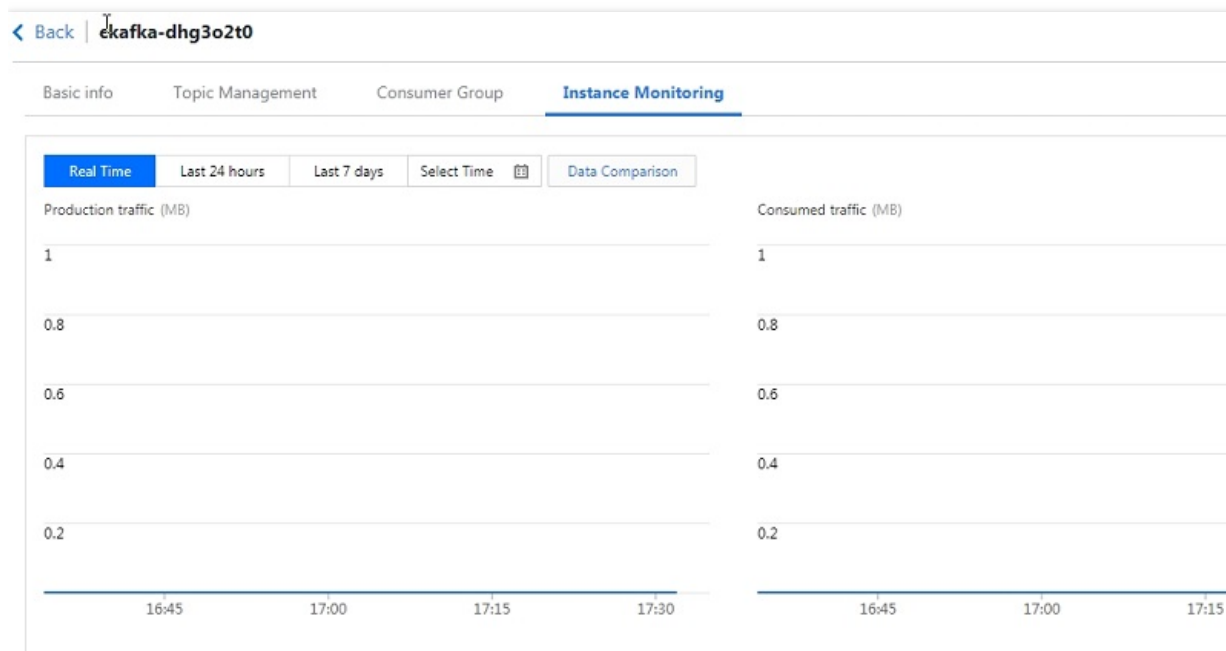 Back | ckafka-dhg3o2t0
Basic info Topic Management Consumer Group Instance Monitoring
Real Time Last 24 hours Last 7 days Select Time Data Comparison
Production traffic (MB)
1
0.8
0.6
0.4
0.2
16:45 17:00 17:15 17:30
Consumed traffic (MB)
1
0.8
0.6
0.4
0.2
16:45 17:00 17:15